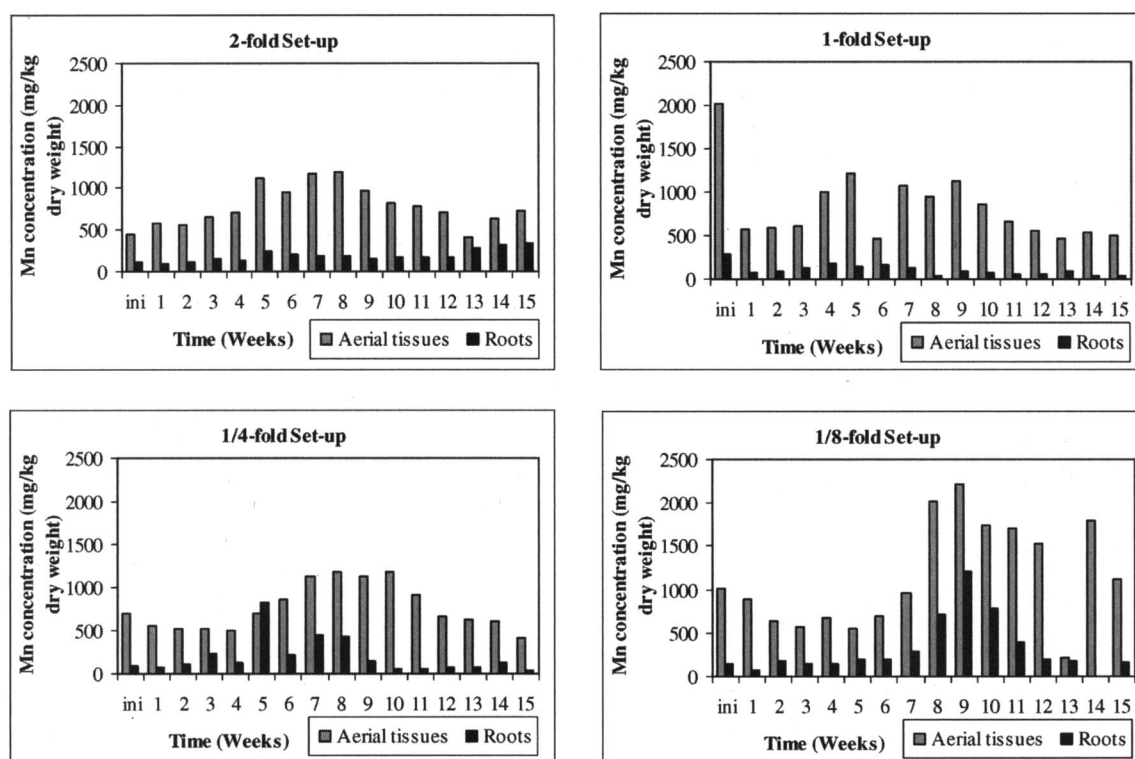 2-fold Set-up
Mn concentration (mg/kg
dry weight)
2500
2000
1500
1000
500
0
ini 1 2 3 4 5 6 7 8 9 10 11 12 13 14 15
Time (Weeks)
Aerial tissues Roots
1-fold Set-up
Mn concentration (mg/kg
dry weight)
2500
2000
1500
1000
500
0
ini 1 2 3 4 5 6 7 8 9 10 11 12 13 14 15
Time (Weeks)
Aerial tissues Roots
1/4-fold Set-up
Mn concentration (mg/kg
dry weight)
2500
2000
1500
1000
500
0
ini 1 2 3 4 5 6 7 8 9 10 11 12 13 14 15
Time (Weeks)
Aerial tissues Roots
1/8-fold Set-up
Mn concentration (mg/kg
dry weight)
2500
2000
1500
1000
500
0
ini 1 2 3 4 5 6 7 8 9 10 11 12 13 14 15
Time (Weeks)
Aerial tissues Roots